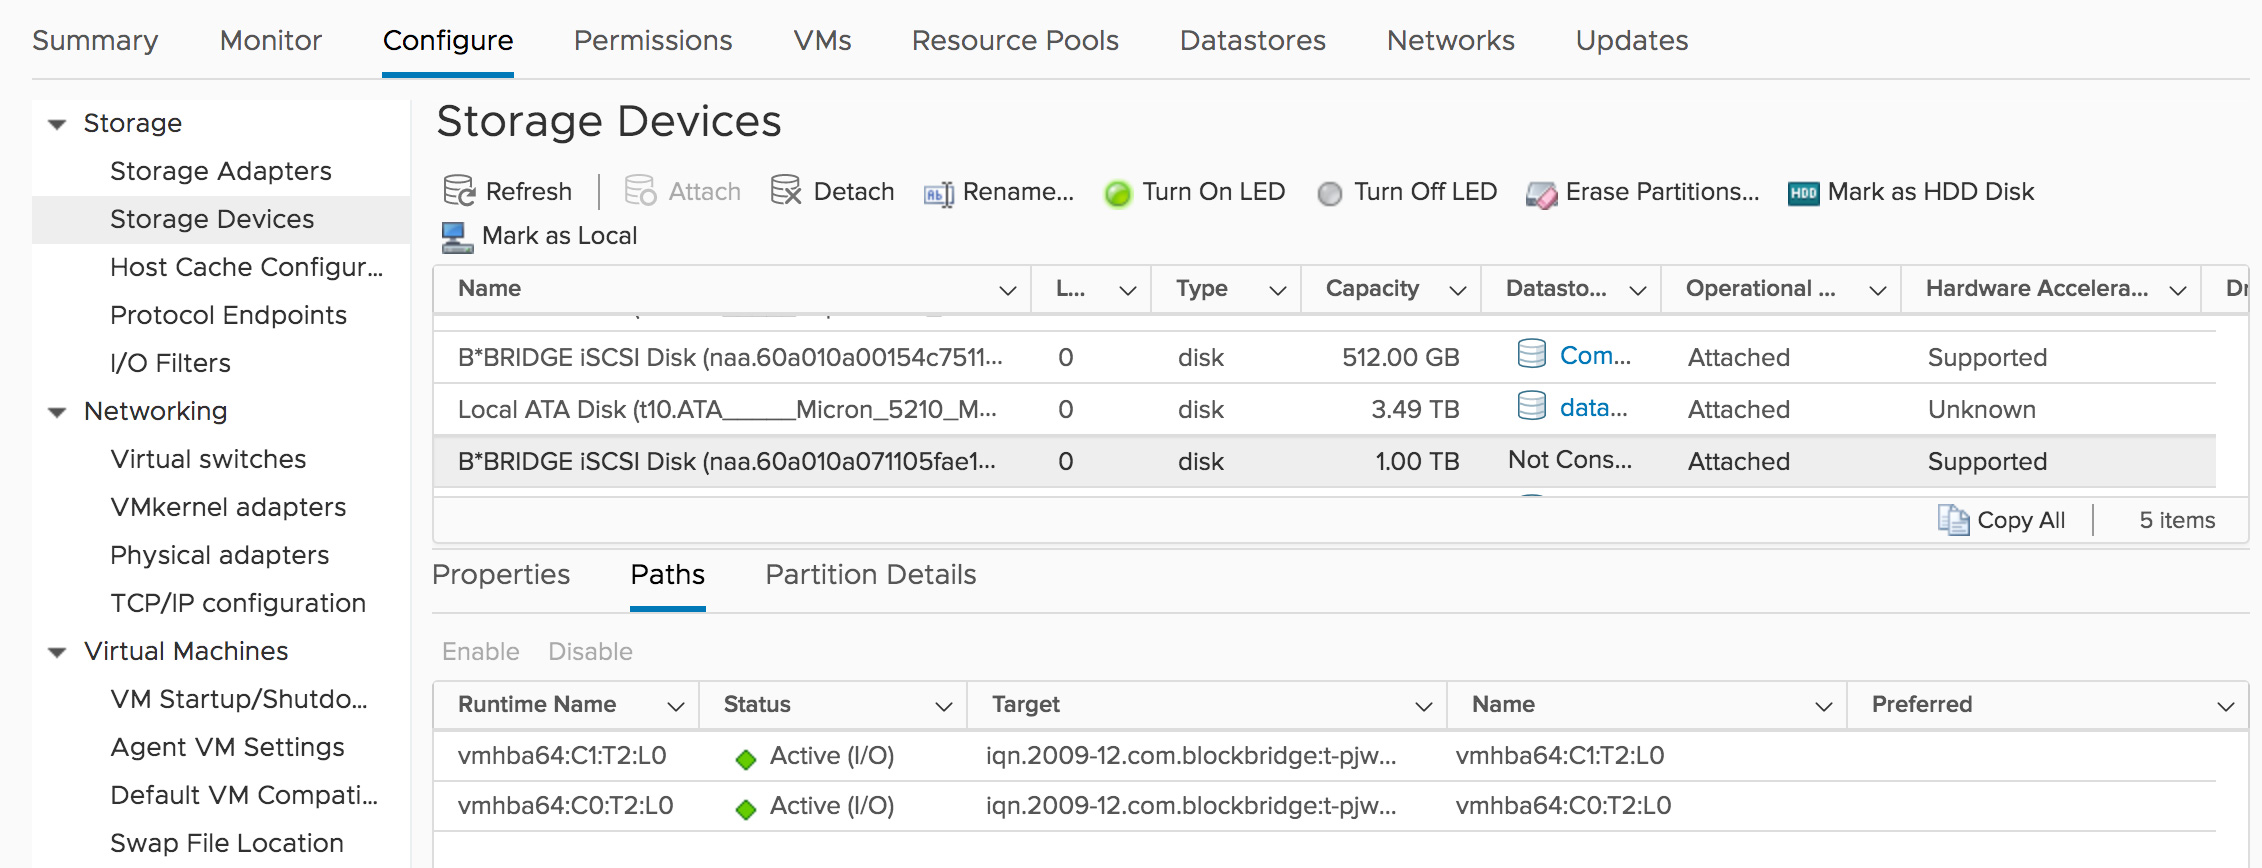 Summary Monitor Configure Permissions VMs Resource Pools Datastores Networks Updates
Storage
Storage Adapters
Storage Devices
Host Cache Configur...
Protocol Endpoints
I/O Filters
Networking
Virtual switches
VMkernel adapters
Physical adapters
TCP/IP configuration
Virtual Machines
VM Startup/Shutdo...
Agent VM Settings
Default VM Compati...
Swap File Location
Storage Devices
Refresh Attach Detach Rename... Turn On LED Turn Off LED Erase Partitions... HDD Mark as HDD Disk
Mark as Local
Name L... Type Capacity Datasto... Operational ... Hardware Accelera...
B*BRIDGE iSCSI Disk (naa.60a010a00154c7511... 0 disk 512.00 GB Com... Attached Supported
Local ATA Disk (t10.ATA_____Micron_5210_M... 0 disk 3.49 TB data... Attached Unknown
B*BRIDGE iSCSI Disk (naa.60a010a071105fae1... 0 disk 1.00 TB Not Cons... Attached Supported
Copy All 5 items
Properties Paths Partition Details
Enable Disable
Runtime Name Status Target Name Preferred
vmhba64:C1:T2:L0 Active (I/O) iqn.2009-12.com.blockbridge:t-pjw... vmhba64:C1:T2:L0
vmhba64:C0:T2:L0 Active (I/O) iqn.2009-12.com.blockbridge:t-pjw... vmhba64:C0:T2:L0